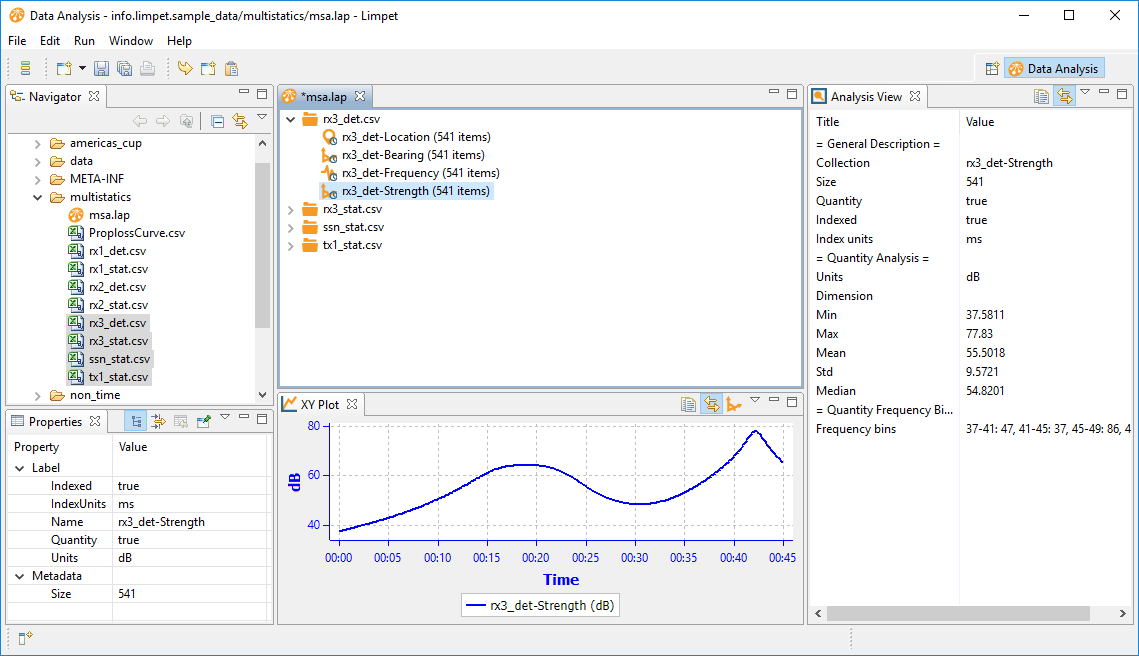 Data Analysis - info.limpet.sample_data/multistatics/msa.lap - Limpet
File Edit Run Window Help
Data Analysis
Navigator
americas_cup
data
META-INF
multistatics
msa.lap
ProplossCurve.csv
rx1_det.csv
rx1_stat.csv
rx2_det.csv
rx2_stat.csv
rx3_det.csv
rx3_stat.csv
ssn_stat.csv
tx1_stat.csv
non_time
Properties
Property Value
Label
Indexed true
IndexUnits ms
Name rx3_det-Strength
Quantity true
Units dB
Metadata
Size 541
*msa.lap
rx3_det.csv
rx3_det-Location (541 items)
rx3_det-Bearing (541 items)
rx3_det-Frequency (541 items)
rx3_det-Strength (541 items)
rx3_stat.csv
ssn_stat.csv
tx1_stat.csv
XY Plot
80
60
40
dB
00:00 00:05 00:10 00:15 00:20 00:25 00:30 00:35 00:40 00:45
Time
rx3_det-Strength (dB)
Analysis View
Title Value
= General Description =
Collection rx3_det-Strength
Size 541
Quantity true
Indexed true
Index units ms
= Quantity Analysis =
Units dB
Dimension
Min 37.5811
Max 77.83
Mean 55.5018
Std 9.5721
Median 54.8201
= Quantity Frequency Bi...
Frequency bins 37-41: 47, 41-45: 37, 45-49: 86, 4